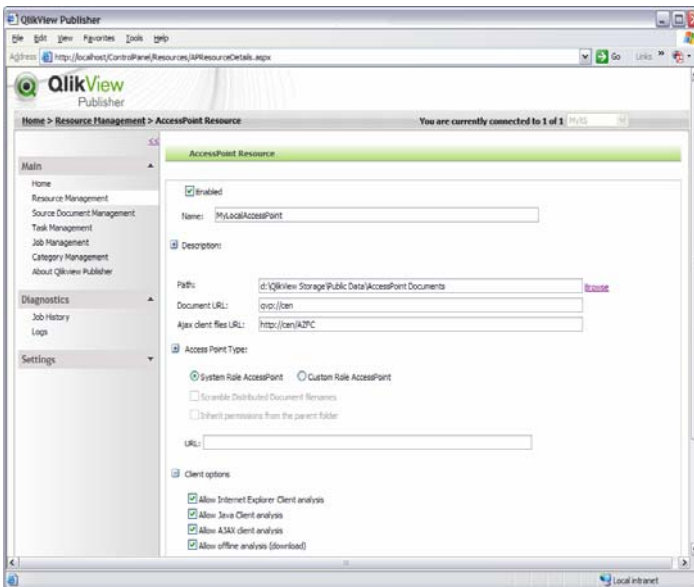 QlikView Publisher
File Edit View Favorites Tools Help
Address http://localhost/ControlPanel/Resources/APResourceDetails.aspx Go Links »
QlikView
Publisher
Home > Resource Management > AccessPoint Resource You are currently connected to 1 of 1 MyXS
<<
Main
Home
Resource Management
Source Document Management
Task Management
Job Management
Category Management
About Qlikview Publisher
Diagnostics
Job History
Logs
Settings
AccessPoint Resource
Enabled
Name: MyLocalAccessPoint
Description:
Path: d:\QlikView Storage\Public Data\AccessPoint Documents Browse
Document URL: qvp://cen
Ajax client files URL: http://cen/AZFC
Access Point Type:
System Role AccessPoint Custom Role AccessPoint
Scramble Distributed Document filenames
Inherit permissions from the parent folder
URL:
Client options
Allow Internet Explorer Client analysis
Allow Java Client analysis
Allow AJAX client analysis
Allow offline analysis (download)
Local intranet